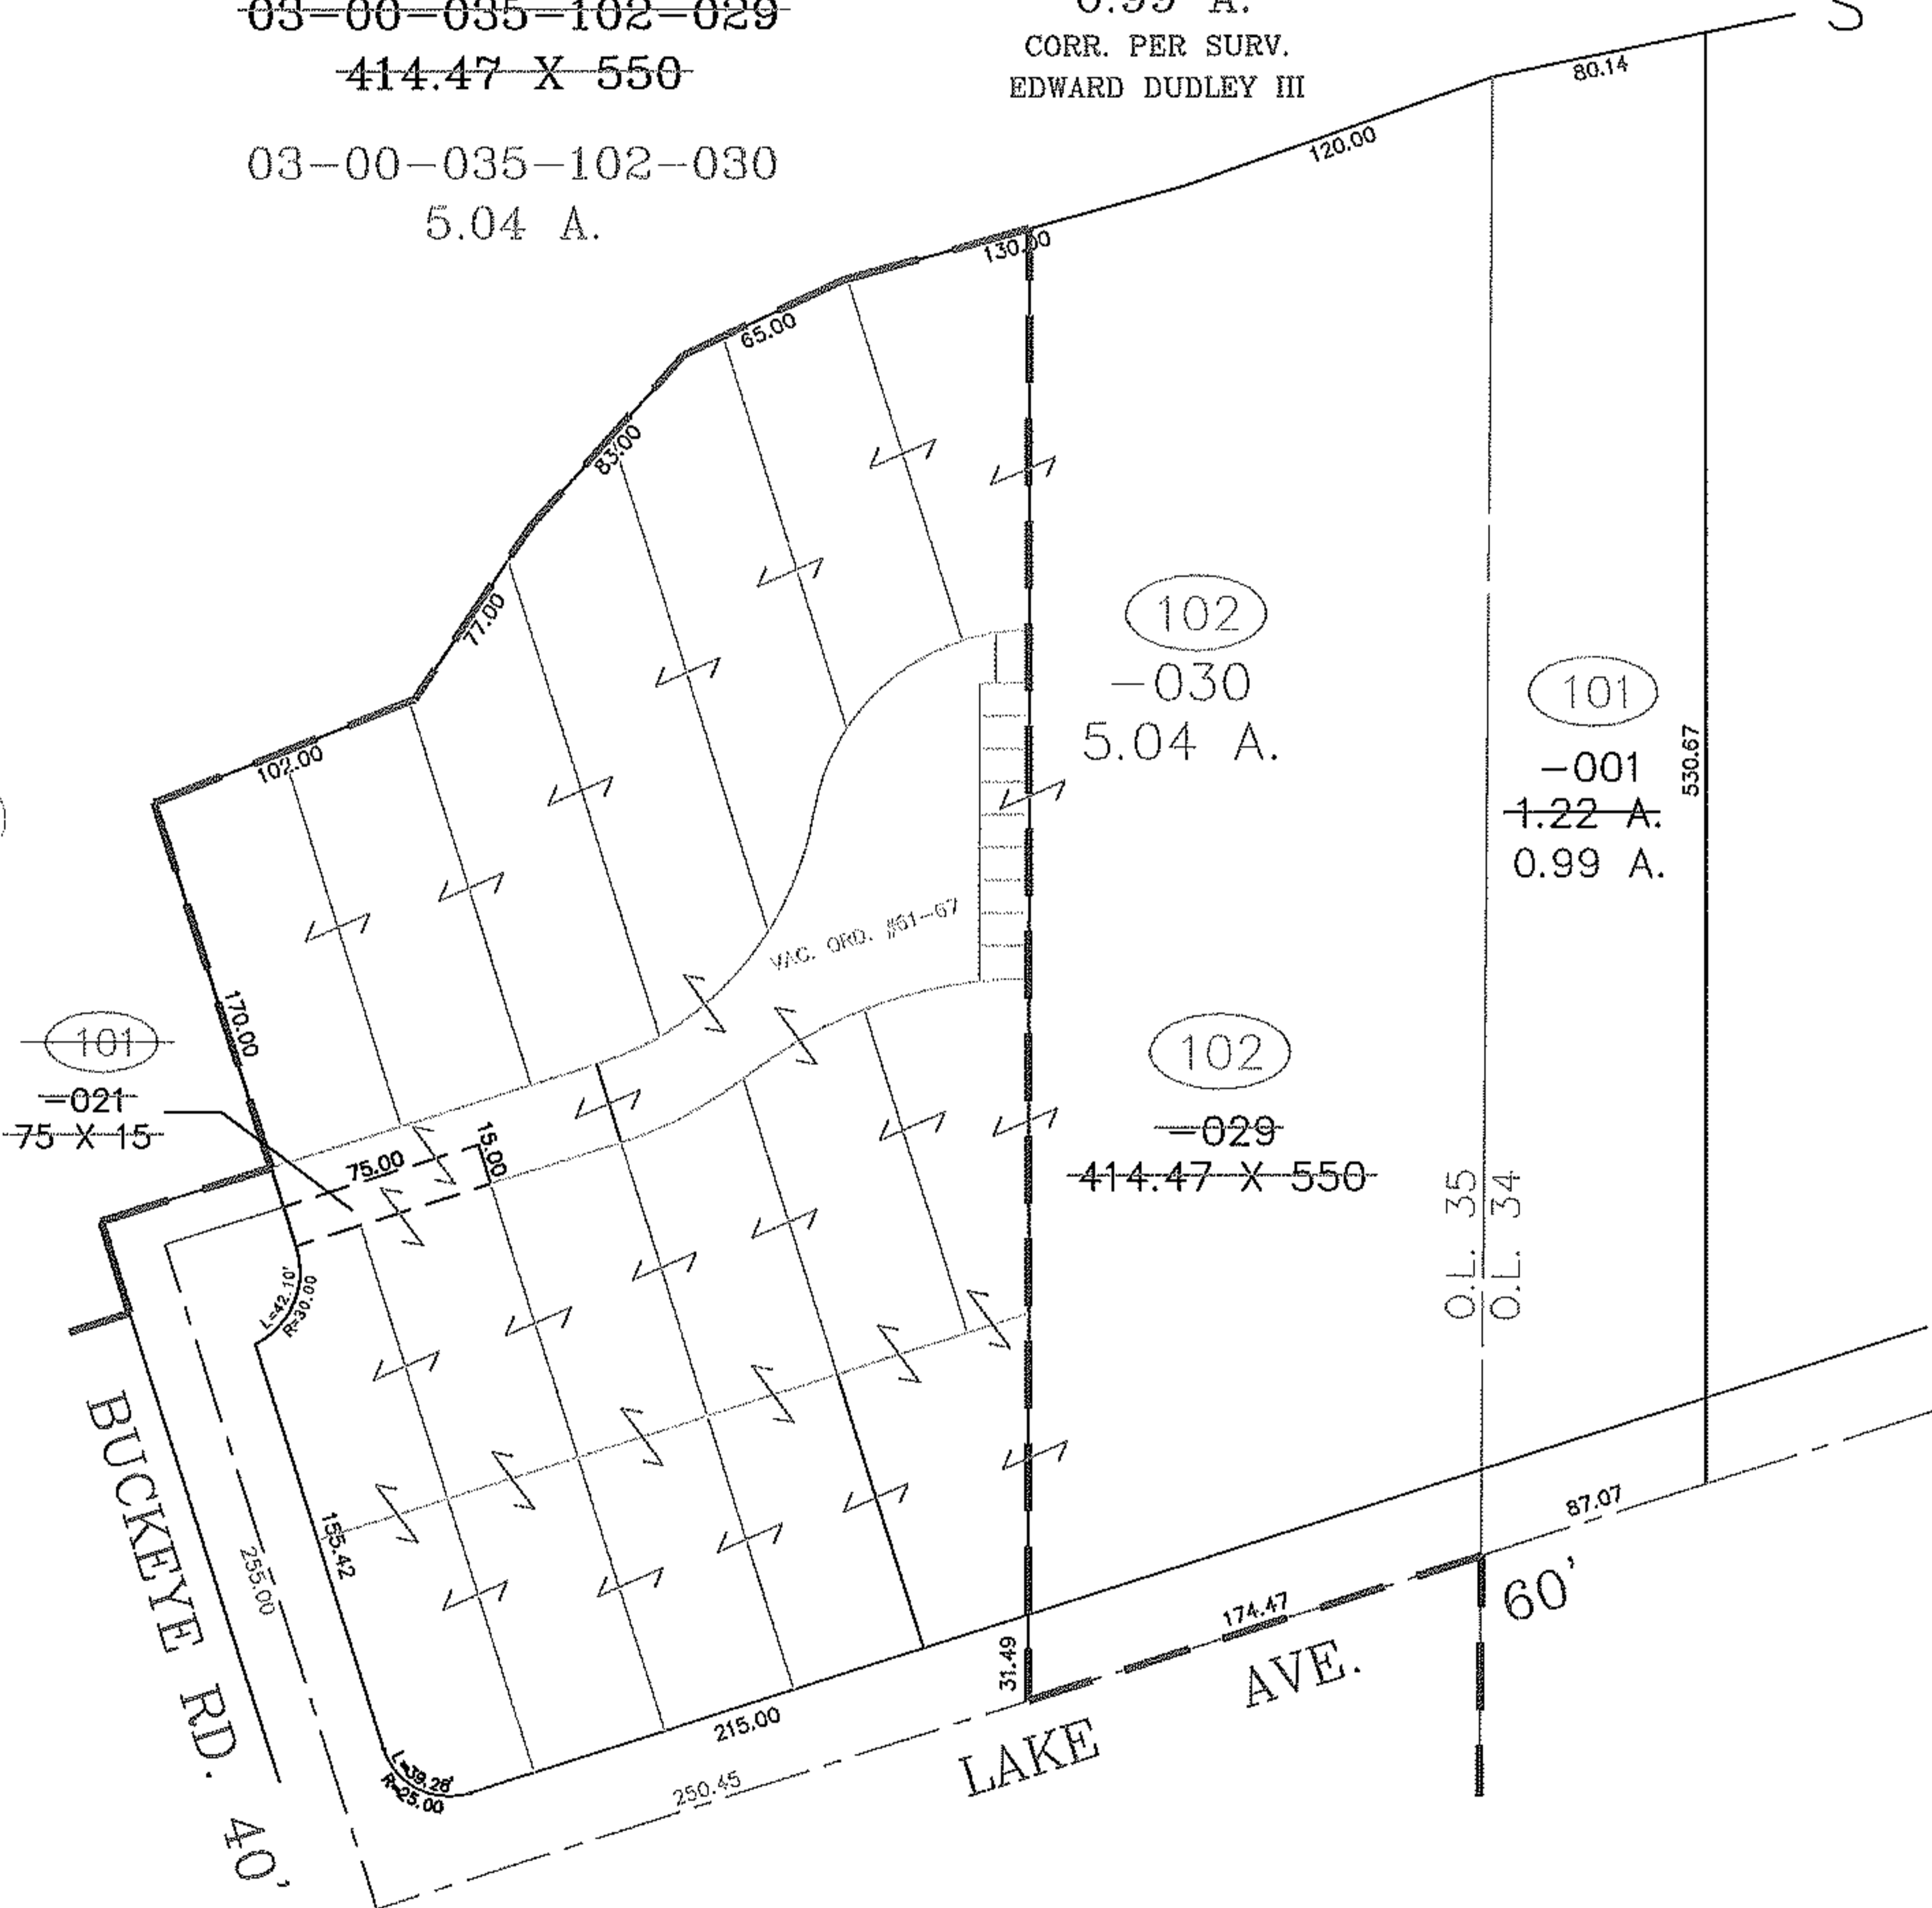 03-00-035-102-029
414.47 X 550
03-00-035-102-030
5.04 A.
0.99 A.
CORR. PER SURV.
EDWARD DUDLEY III
S
80.14
120.00
130.00
65.00
83.00
77.00
102.00
170.00
102
-030
5.04 A.
101
-001
1.22 A.
0.99 A.
530.67
VAC. ORD. #61-67
101
-021
75 X 15
75.00
15.00
102
-029
414.47 X 550
O.L. 35
O.L. 34
L=42.10'
R=30.00
BUCKEYE RD. 40'
255.00
155.42
L=39.28'
R=25.00
215.00
250.45
31.49
174.47
87.07
60'
LAKE AVE.